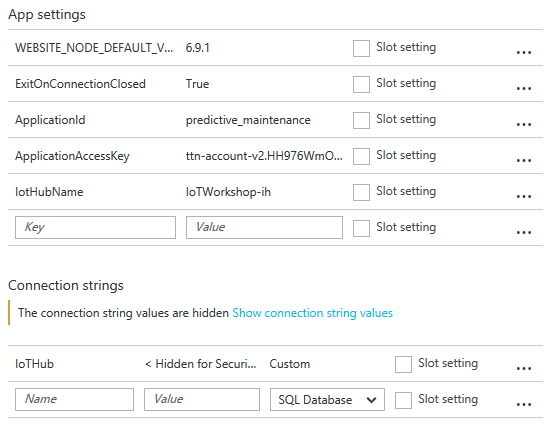 App settings
WEBSITE_NODE_DEFAULT_V... 6.9.1 Slot setting ...
ExitOnConnectionClosed True Slot setting ...
ApplicationId predictive_maintenance Slot setting ...
ApplicationAccessKey ttn-account-v2.HH976WmO... Slot setting ...
IotHubName IoTWorkshop-ih Slot setting ...
Key Value Slot setting ...
Connection strings
The connection string values are hidden Show connection string values
IoTHub < Hidden for Securi... Custom Slot setting ...
Name Value SQL Database Slot setting ...